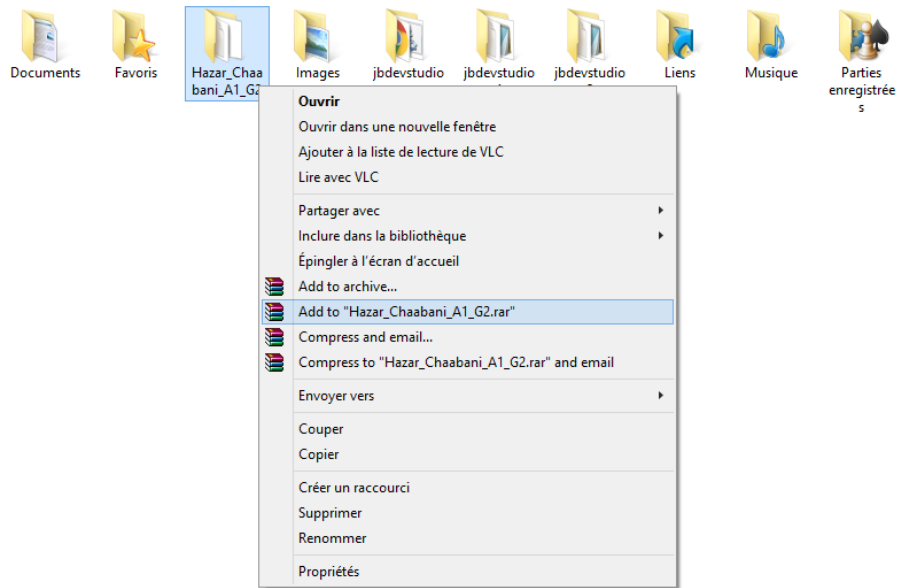 Documents
Favoris
Hazar_Chaa
bani_A1_G2
Images
jbdevstudio
jbdevstudio
jbdevstudio
Liens
Musique
Parties
enregistrée
s
Ouvrir
Ouvrir dans une nouvelle fenêtre
Ajouter à la liste de lecture de VLC
Lire avec VLC
Partager avec
Inclure dans la bibliothèque
Épingler à l'écran d'accueil
Add to archive...
Add to "Hazar_Chaabani_A1_G2.rar"
Compress and email...
Compress to "Hazar_Chaabani_A1_G2.rar" and email
Envoyer vers
Couper
Copier
Créer un raccourci
Supprimer
Renommer
Propriétés